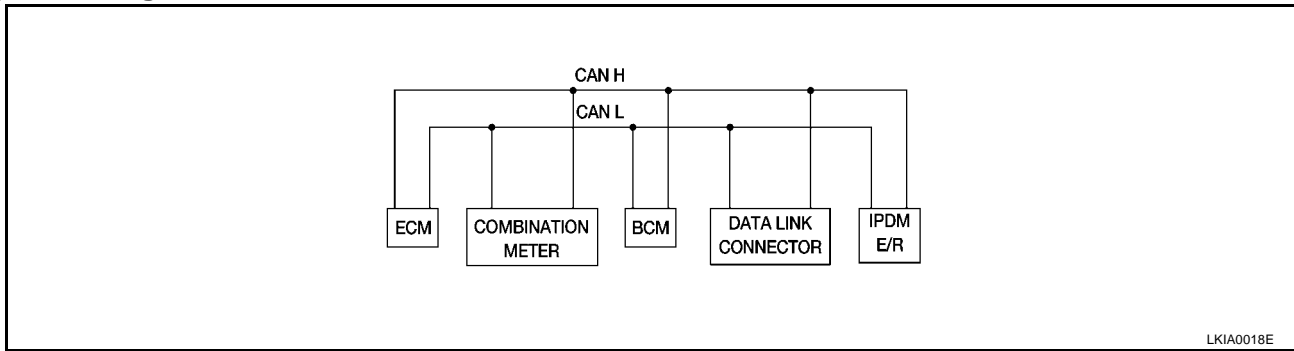 CAN H
CAN L
ECM
COMBINATION
METER
BCM
DATA LINK
CONNECTOR
IPDM
E/R
LKIA0018E